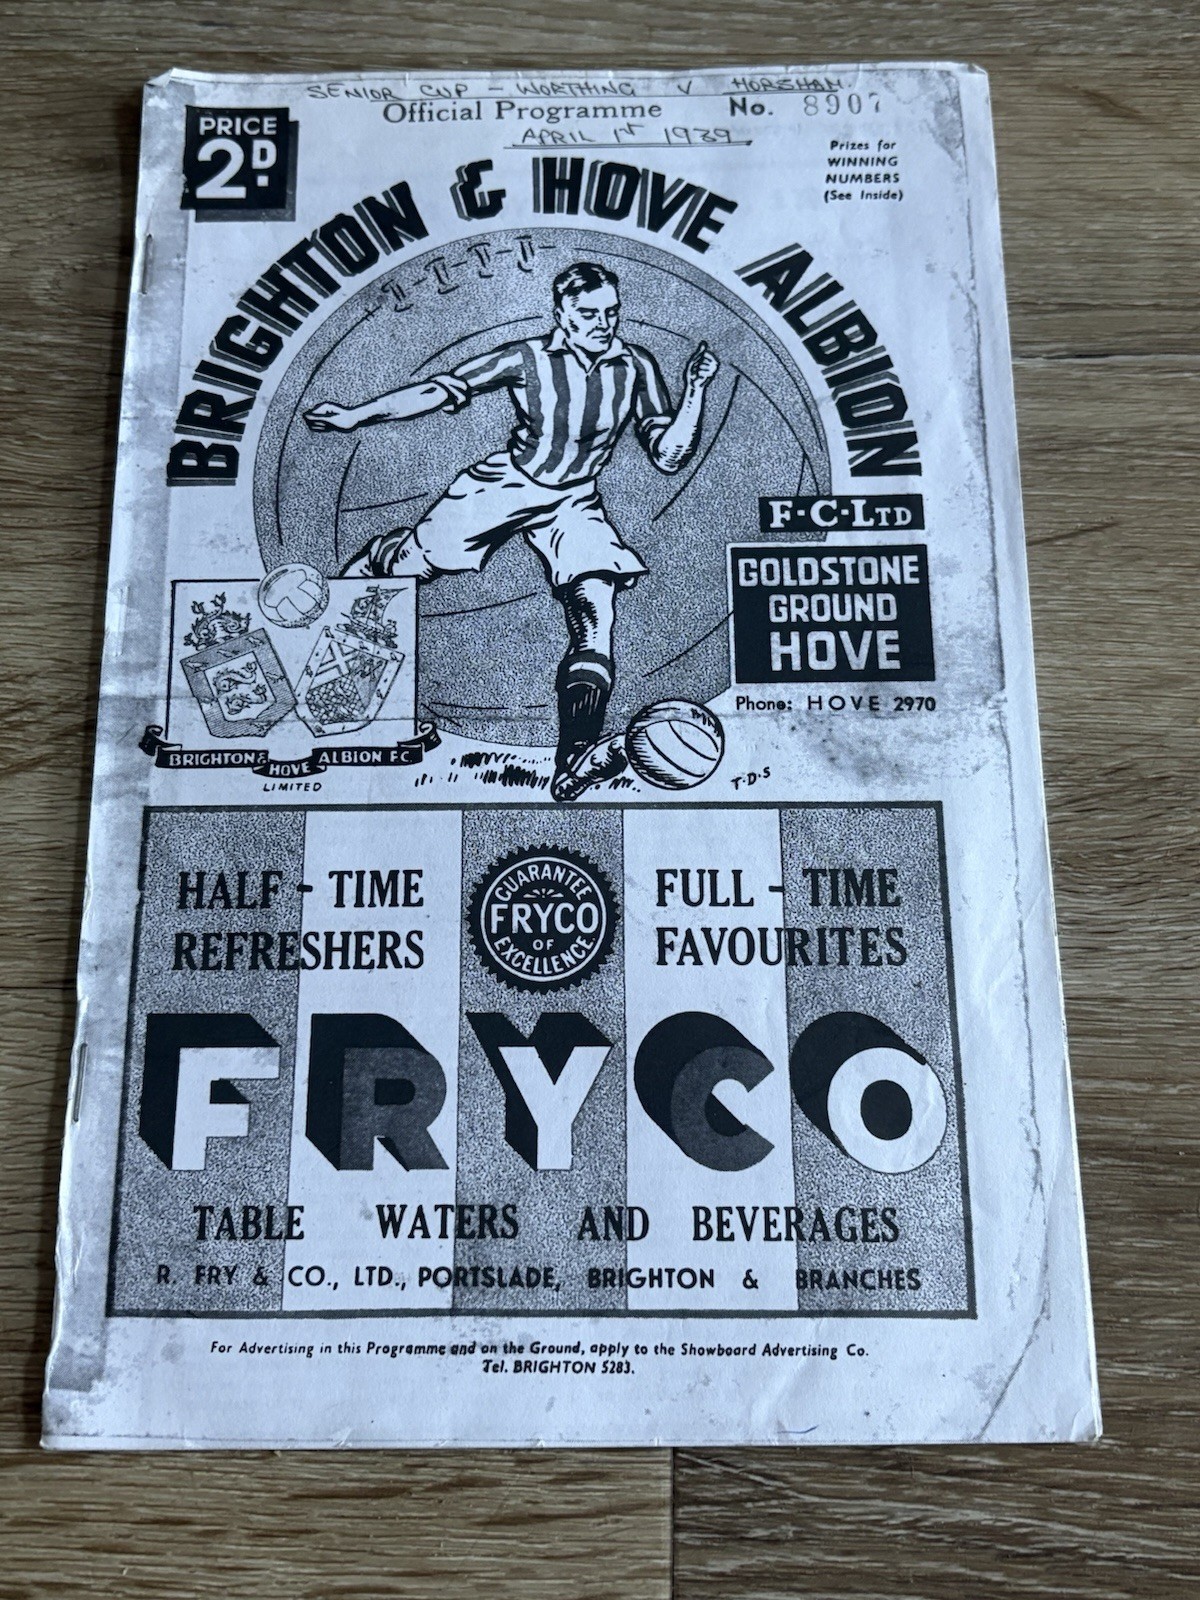 SENIOR CUP - WORTHING V HORSHAM.
Official Programme No. 8907
APRIL 1st 1939.
PRICE
2D.
Prizes for
WINNING
NUMBERS
(See Inside)
BRIGHTON & HOVE ALBION
F·C·LTD
GOLDSTONE
GROUND
HOVE
Phone: HOVE 2970
BRIGHTON & HOVE ALBION F.C.
LIMITED
T·D·S
HALF-TIME
REFRESHERS
GUARANTEE
FRYCO
OF
EXCELLENCE
FULL-TIME
FAVOURITES
FRYCO
TABLE WATERS AND BEVERAGES
R. FRY & CO., LTD., PORTSLADE, BRIGHTON & BRANCHES
For Advertising in this Programme and on the Ground, apply to the Showboard Advertising Co.
Tel. BRIGHTON 5283.